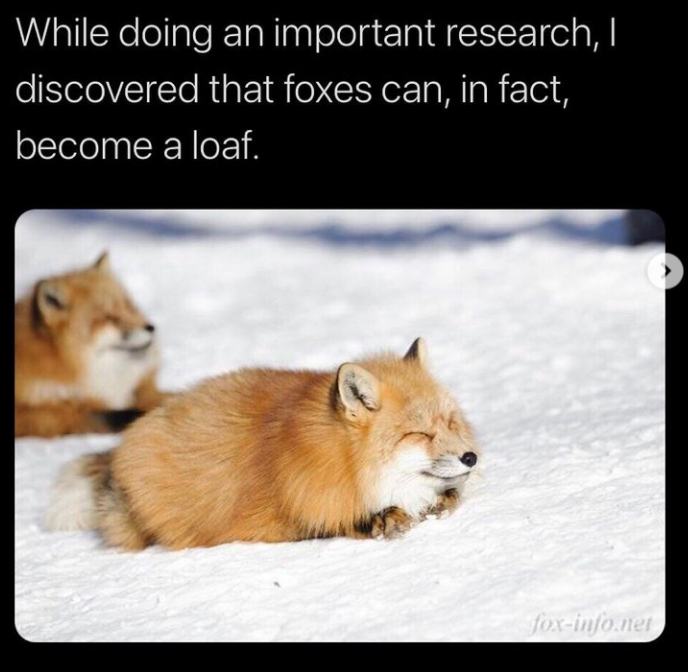 While doing an important research, I
discovered that foxes can, in fact,
become a loaf.
fox-info.net